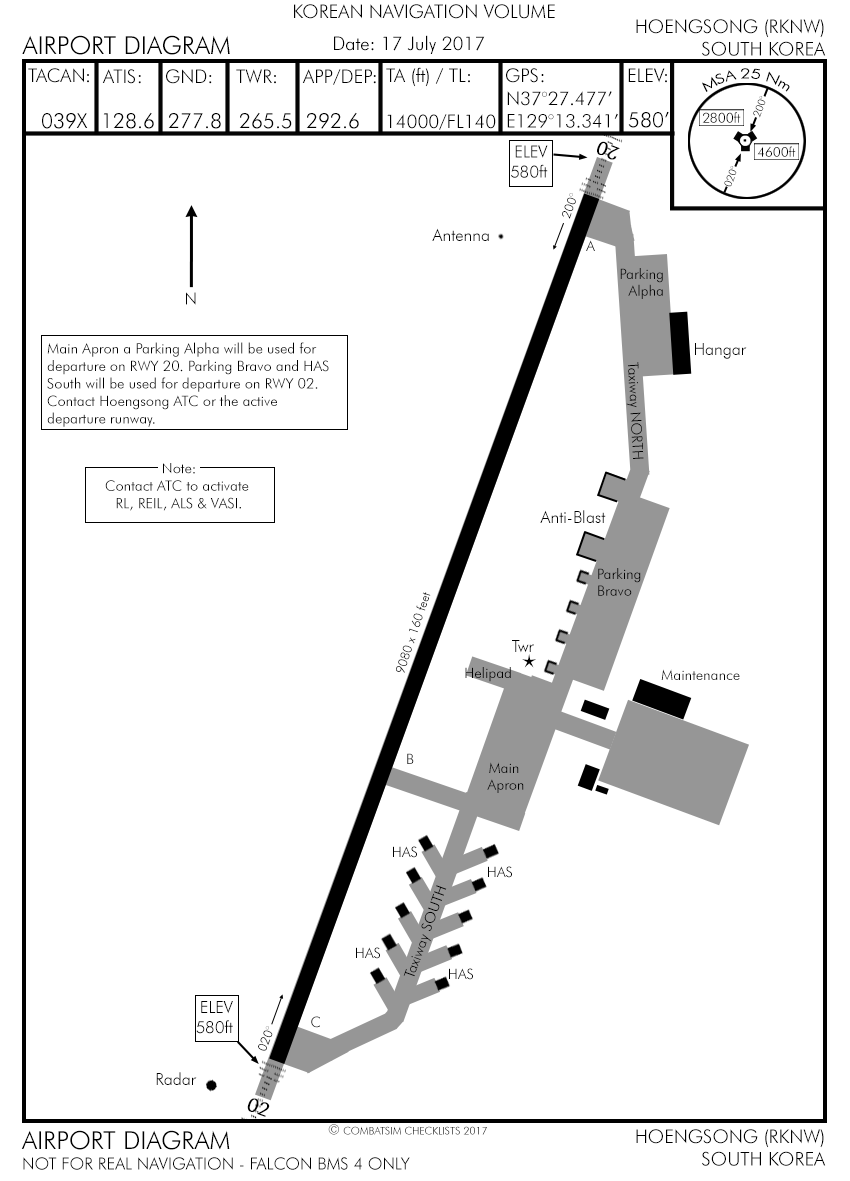 KOREAN NAVIGATION VOLUME
AIRPORT DIAGRAM
Date: 17 July 2017
HOENGSONG (RKNW)
SOUTH KOREA
TACAN:
039X
ATIS:
128.6
GND:
277.8
TWR:
265.5
APP/DEP:
292.6
TA (ft) / TL:
14000/FL140
GPS:
N37°27.477’
E129°13.341’
ELEV:
580’
MSA 25 Nm
200°
2800ft
4600ft
020°
20
ELEV
580ft
200°
Antenna
A
N
Parking
Alpha
Hangar
Main Apron a Parking Alpha will be used for
departure on RWY 20. Parking Bravo and HAS
South will be used for departure on RWY 02.
Contact Hoengsong ATC or the active
departure runway.
Taxiway NORTH
Note:
Contact ATC to activate
RL, REIL, ALS & VASI.
Anti-Blast
Parking
Bravo
9080 x 160 feet
Twr
Helipad
Maintenance
B
Main
Apron
HAS
HAS
Taxiway SOUTH
HAS
HAS
ELEV
580ft
020°
C
Radar
02
© COMBATSIM CHECKLISTS 2017
AIRPORT DIAGRAM
NOT FOR REAL NAVIGATION - FALCON BMS 4 ONLY
HOENGSONG (RKNW)
SOUTH KOREA